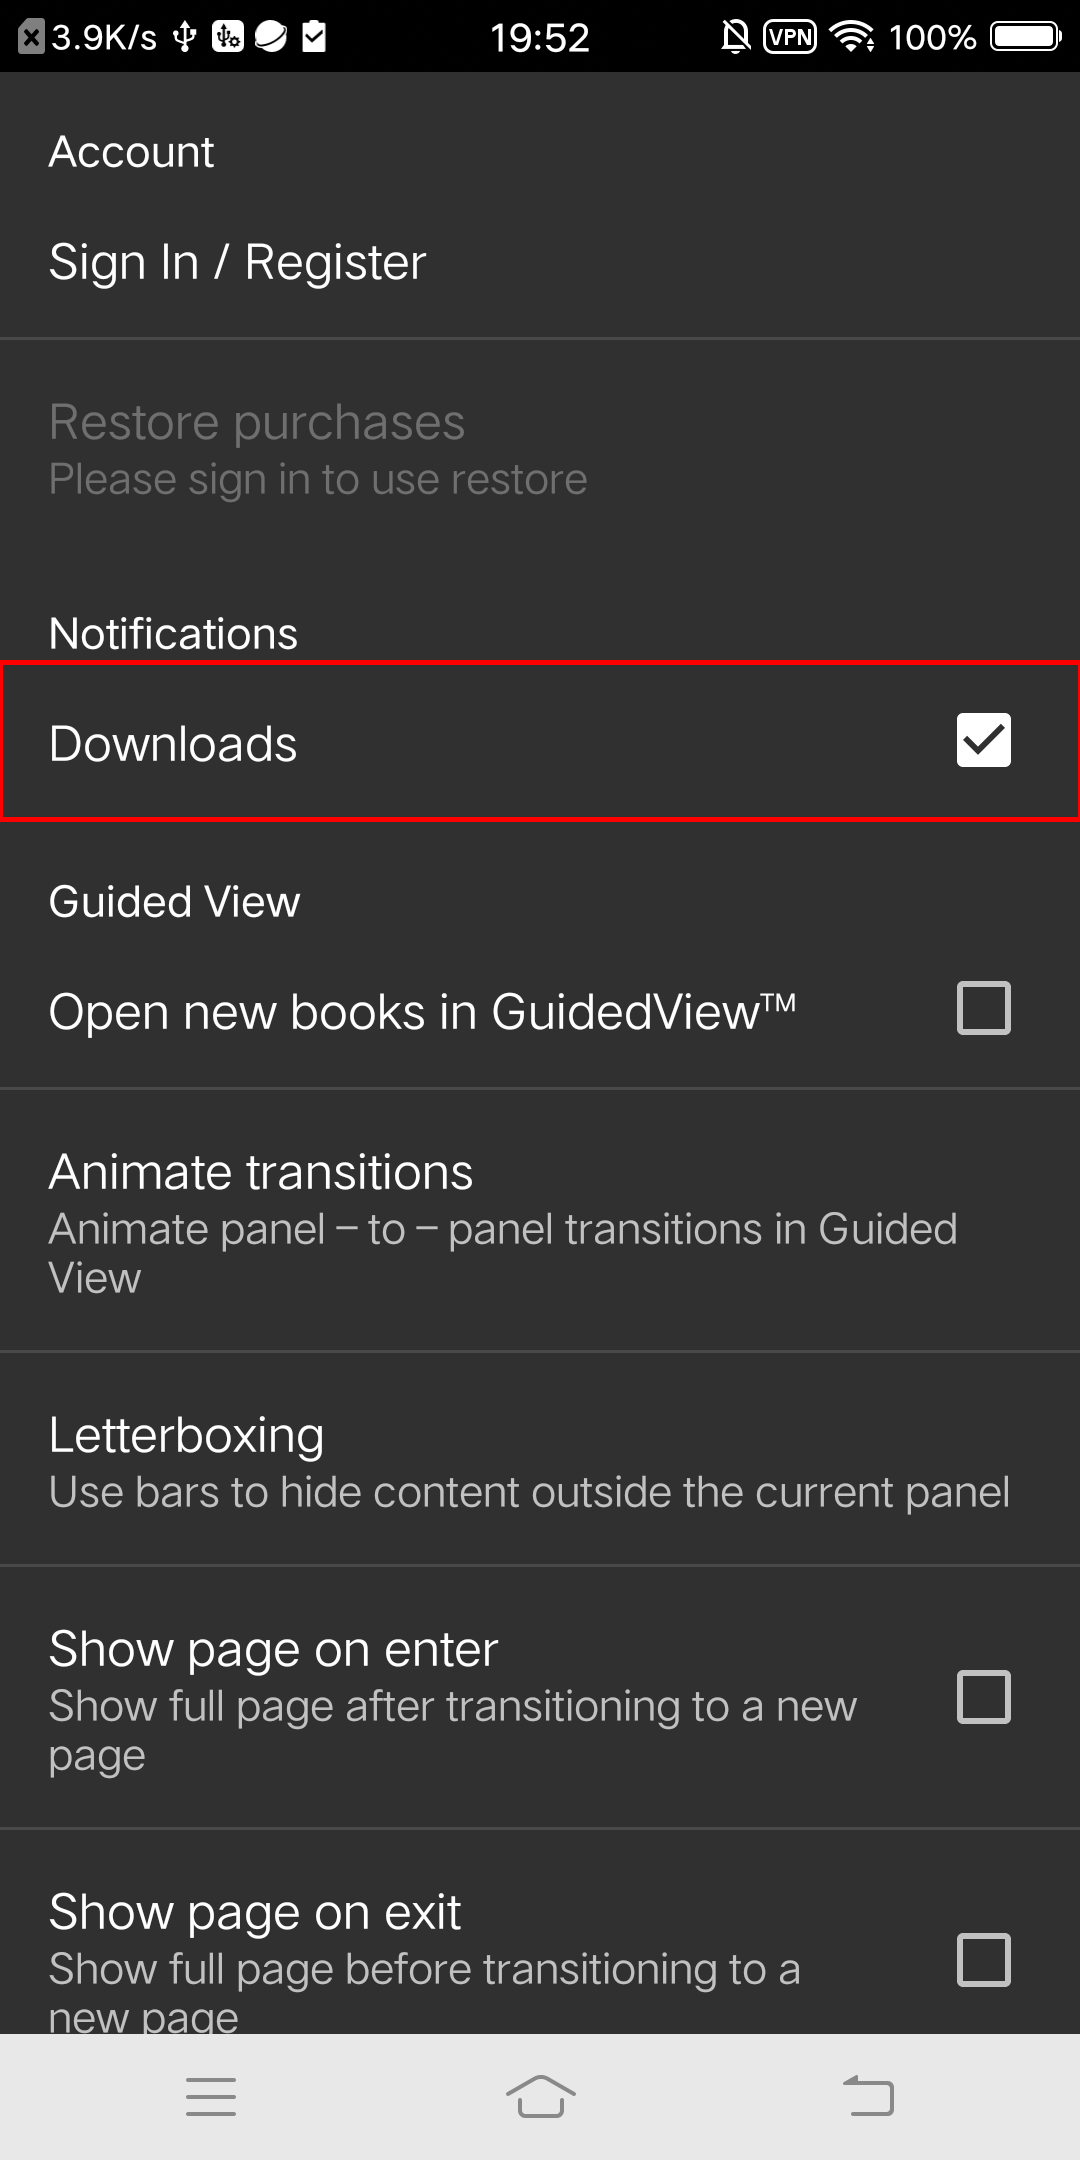 3.9K/s 19:52 VPN 100%
Account
Sign In / Register
Restore purchases
Please sign in to use restore
Notifications
Downloads
Guided View
Open new books in GuidedView™
Animate transitions
Animate panel – to – panel transitions in Guided
View
Letterboxing
Use bars to hide content outside the current panel
Show page on enter
Show full page after transitioning to a new
page
Show page on exit
Show full page before transitioning to a
new page